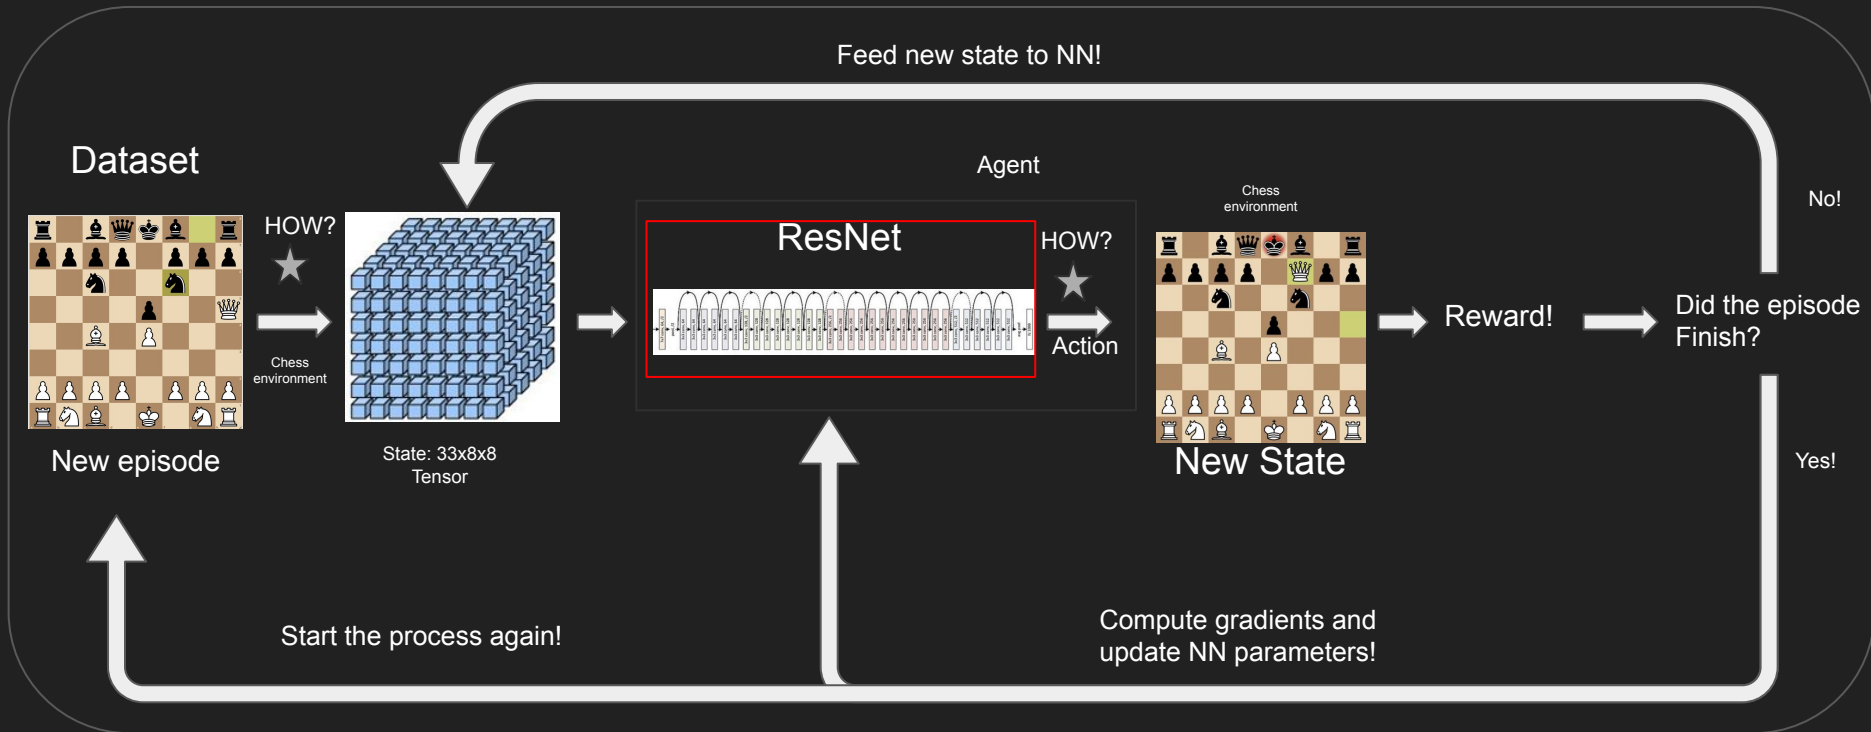 Feed new state to NN!
Dataset
Agent
Chess
environment
No!
HOW?
ResNet
HOW?
Chess
environment
Action
Reward!
Did the episode
Finish?
New episode
State: 33x8x8
Tensor
New State
Yes!
Start the process again!
Compute gradients and
update NN parameters!